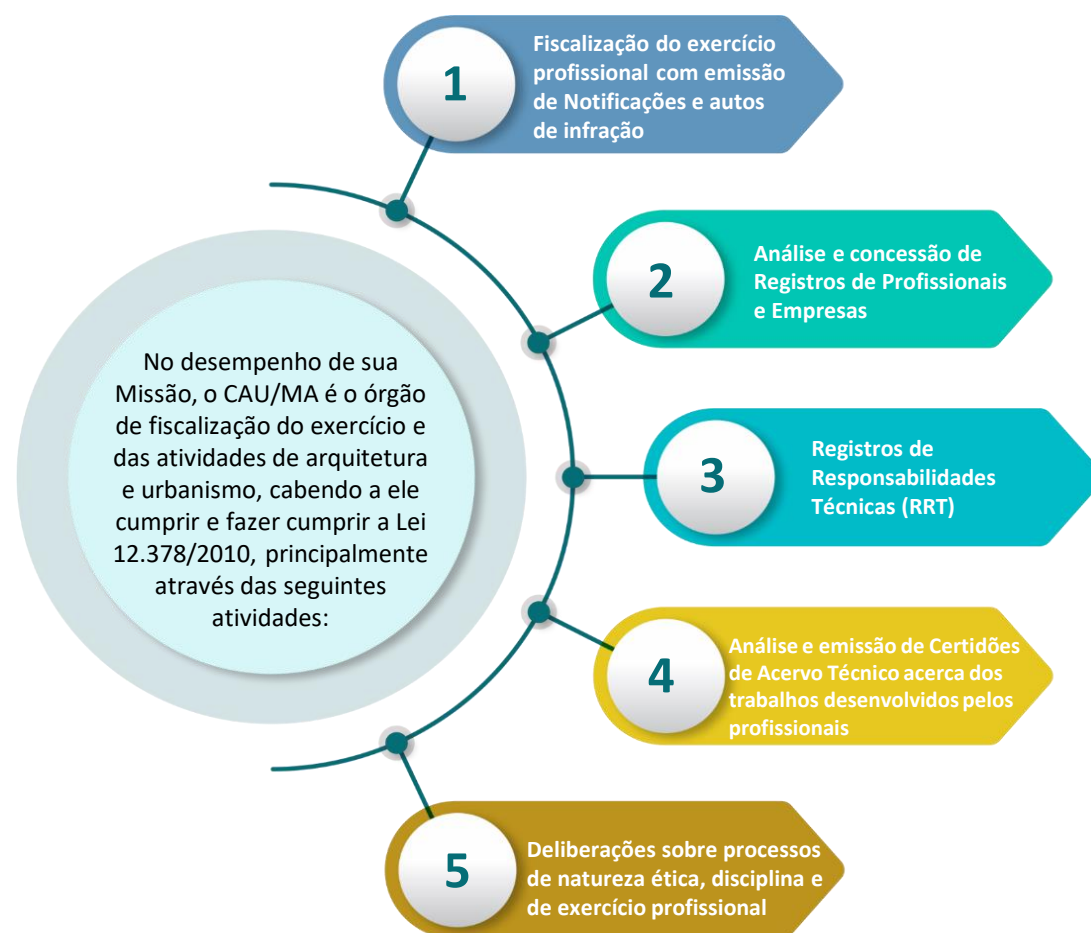 No desempenho de sua
Missão, o CAU/MA é o órgão
de fiscalização do exercício e
das atividades de arquitetura
e urbanismo, cabendo a ele
cumprir e fazer cumprir a Lei
12.378/2010, principalmente
através das seguintes
atividades:
1
Fiscalização do exercício
profissional com emissão
de Notificações e autos
de infração
2
Análise e concessão de
Registros de Profissionais
e Empresas
3
Registros de
Responsabilidades
Técnicas (RRT)
4
Análise e emissão de Certidões
de Acervo Técnico acerca dos
trabalhos desenvolvidos pelos
profissionais
5
Deliberações sobre processos
de natureza ética, disciplina e
de exercício profissional